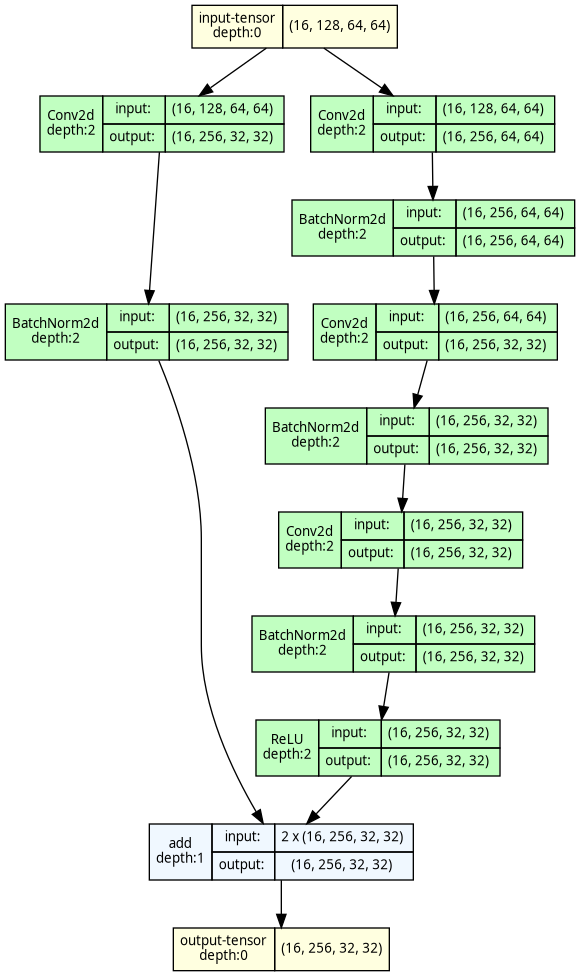 input-tensor
depth:0
(16, 128, 64, 64)
Conv2d
depth:2
input:
(16, 128, 64, 64)
output:
(16, 256, 32, 32)
Conv2d
depth:2
input:
(16, 128, 64, 64)
output:
(16, 256, 64, 64)
BatchNorm2d
depth:2
input:
(16, 256, 64, 64)
output:
(16, 256, 64, 64)
BatchNorm2d
depth:2
input:
(16, 256, 32, 32)
output:
(16, 256, 32, 32)
Conv2d
depth:2
input:
(16, 256, 64, 64)
output:
(16, 256, 32, 32)
BatchNorm2d
depth:2
input:
(16, 256, 32, 32)
output:
(16, 256, 32, 32)
Conv2d
depth:2
input:
(16, 256, 32, 32)
output:
(16, 256, 32, 32)
BatchNorm2d
depth:2
input:
(16, 256, 32, 32)
output:
(16, 256, 32, 32)
ReLU
depth:2
input:
(16, 256, 32, 32)
output:
(16, 256, 32, 32)
add
depth:1
input:
2 x (16, 256, 32, 32)
output:
(16, 256, 32, 32)
output-tensor
depth:0
(16, 256, 32, 32)